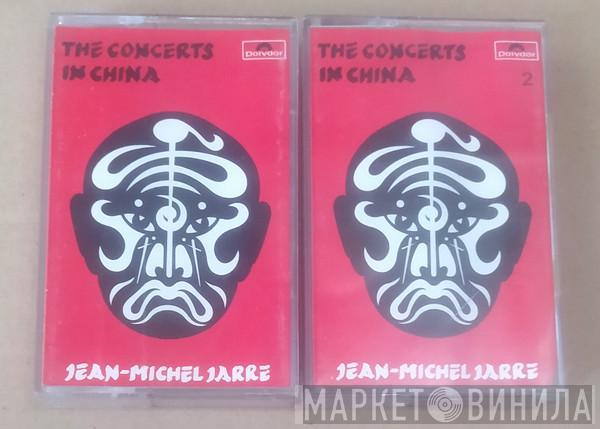 THE CONCERTS
IN CHINA
Polydor
JEAN-MICHEL JARRE
THE CONCERTS
IN CHINA
Polydor
2
JEAN-MICHEL JARRE
МАРКЕТ ВИНИЛА